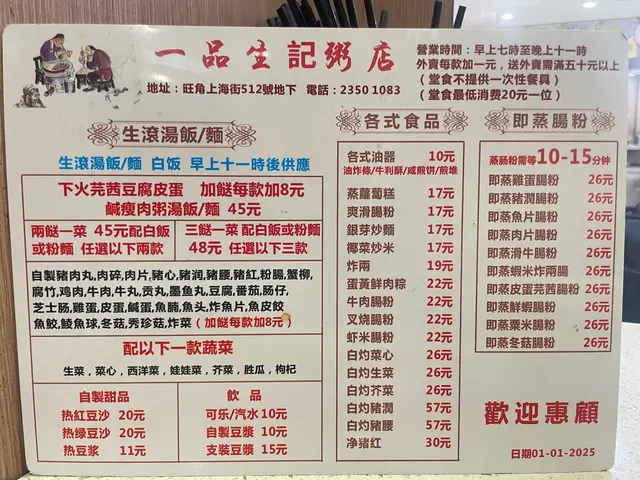 一品生記粥店
地址：旺角上海街512號地下　電話：2350 1083
營業時間：早上七時至晚上十一時
外賣每款加一元，送外賣需滿五十元以上
（堂食不提供一次性餐具）
（堂食最低消費20元一位）
生滾湯飯/麵
生滾湯飯/麵 白饭 早上十一時後供應
下火芫茜豆腐皮蛋 加餸每款加8元
鹹瘦肉粥湯飯/麵 45元
兩餸一菜 45元配白飯
或粉麵 任選以下兩款
三餸一菜 配白飯或粉麵
48元 任選以下三款
自製豬肉丸,肉碎,肉片,豬心,豬润,豬腰,豬紅,粉腸,蟹柳,
腐竹,鸡肉,牛肉,牛丸,贡丸,墨鱼丸,豆腐,番茄,肠仔,
芝士肠,雞蛋,皮蛋,鹹蛋,魚腩,魚头,炸魚片,魚皮餃
魚餃,鯪魚球,冬菇,秀珍菇,炸菜（加餸每款加8元）
配以下一款蔬菜
生菜，菜心，西洋菜，娃娃菜，芥菜，胜瓜，枸杞
自製甜品
热紅豆沙 20元
热绿豆沙 20元
热豆浆 11元
飲品
可乐/汽水 10元
自製豆漿 10元
支裝豆漿 15元
各式食品
各式油器 10元
油炸條/牛利酥/咸煎饼/煎堆
蒸蘿蔔糕 17元
爽滑腸粉 17元
銀芽炒麵 17元
椰菜炒米 17元
炸兩 19元
蛋黃鮮肉粽 22元
牛肉腸粉 22元
叉烧腸粉 22元
虾米腸粉 22元
白灼菜心 26元
白灼生菜 26元
白灼芥菜 26元
白灼豬潤 57元
白灼豬腰 57元
净豬红 30元
即蒸腸粉
蒸腸粉需等10-15分钟
即蒸雞蛋腸粉 26元
即蒸豬潤腸粉 26元
即蒸魚片腸粉 26元
即蒸肉片腸粉 26元
即蒸滑牛腸粉 26元
即蒸蝦米炸兩腸 26元
即蒸皮蛋芫茜腸粉 26元
即蒸鮮蝦腸粉 26元
即蒸粟米腸粉 26元
即蒸冬菇腸粉 26元
歡迎惠顧
日期01-01-2025